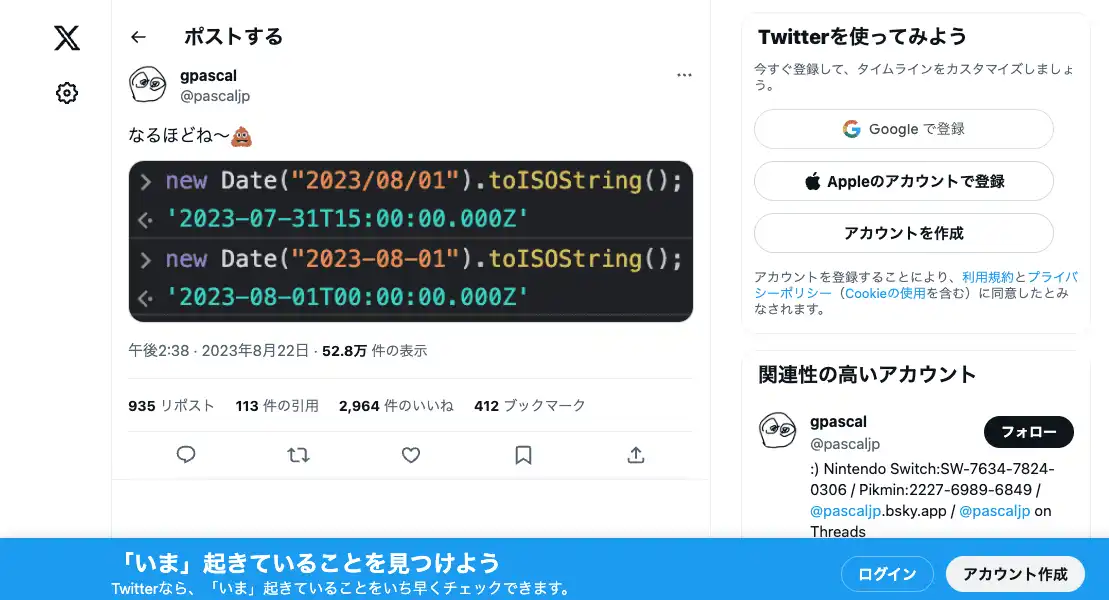 ポストする
gpascal
@pascaljp
なるほどね〜💩
> new Date("2023/08/01").toISOString();
'2023-07-31T15:00:00.000Z'
> new Date("2023-08-01").toISOString();
'2023-08-01T00:00:00.000Z'
午後2:38 · 2023年8月22日 · 52.8万 件の表示
935 リポスト 113 件の引用 2,964 件のいいね 412 ブックマーク
Twitterを使ってみよう
今すぐ登録して、タイムラインをカスタマイズしましょ
う。
Google で登録
Appleのアカウントで登録
アカウントを作成
アカウントを登録することにより、利用規約とプライバ
シーポリシー（Cookieの使用を含む）に同意したとみ
なされます。
関連性の高いアカウント
gpascal
@pascaljp
フォロー
:) Nintendo Switch:SW-7634-7824-
0306 / Pikmin:2227-6989-6849 /
@pascaljp.bsky.app / @pascaljp on
Threads
「いま」起きていることを見つけよう
Twitterなら、「いま」起きていることをいち早くチェックできます。
ログイン
アカウント作成